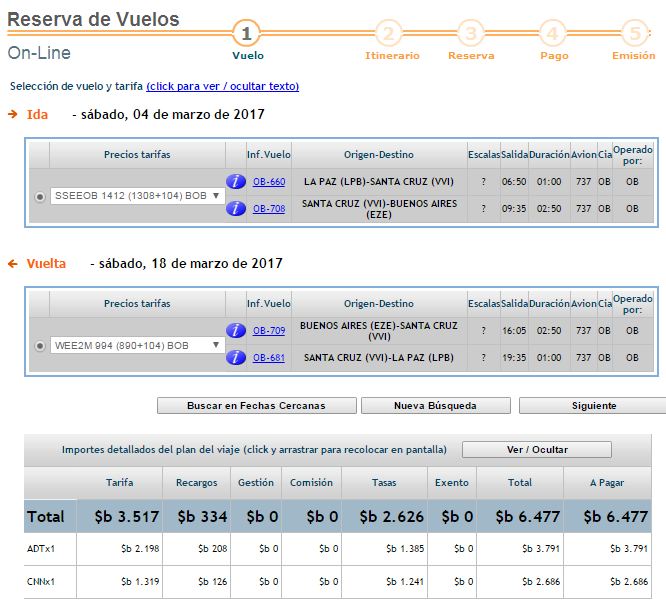 Reserva de Vuelos
On-Line
1 2 3 4 5
Vuelo Itinerario Reserva Pago Emisión
Selección de vuelo y tarifa (click para ver / ocultar texto)
Ida - sábado, 04 de marzo de 2017
Precios tarifas Inf.Vuelo Origen-Destino Escalas Salida Duración Avion Cia Operado por:
SSEEOB 1412 (1308+104) BOB
i OB-660 LA PAZ (LPB)-SANTA CRUZ (VVI) ? 06:50 01:00 737 OB OB
i OB-708 SANTA CRUZ (VVI)-BUENOS AIRES (EZE) ? 09:35 02:50 737 OB OB
Vuelta - sábado, 18 de marzo de 2017
Precios tarifas Inf.Vuelo Origen-Destino Escalas Salida Duración Avion Cia Operado por:
WEE2M 994 (890+104) BOB
i OB-709 BUENOS AIRES (EZE)-SANTA CRUZ (VVI) ? 16:05 02:50 737 OB OB
i OB-681 SANTA CRUZ (VVI)-LA PAZ (LPB) ? 19:35 01:00 737 OB OB
Buscar en Fechas Cercanas Nueva Búsqueda Siguiente
Importes detallados del plan del viaje (click y arrastrar para recolocar en pantalla) Ver / Ocultar
Tarifa Recargos Gestión Comisión Tasas Exento Total A Pagar
Total $b 3.517 $b 334 $b 0 $b 0 $b 2.626 $b 0 $b 6.477 $b 6.477
ADTx1 $b 2.198 $b 208 $b 0 $b 0 $b 1.385 $b 0 $b 3.791 $b 3.791
CNNx1 $b 1.319 $b 126 $b 0 $b 0 $b 1.241 $b 0 $b 2.686 $b 2.686